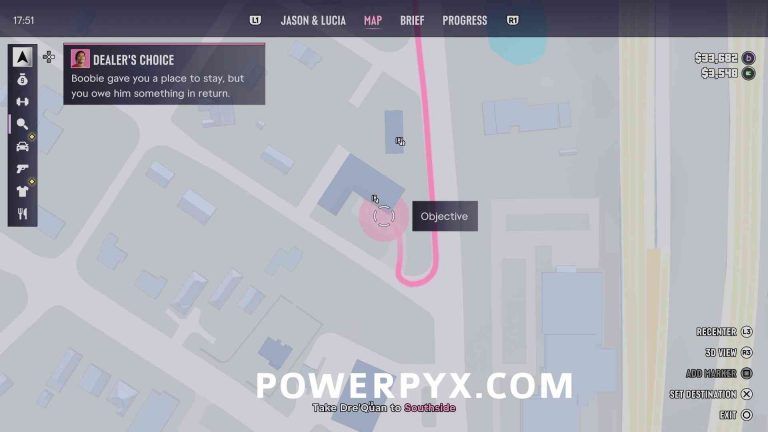 17:51
L1 JASON & LUCIA MAP BRIEF PROGRESS R1
DEALER'S CHOICE
Boobie gave you a place to stay, but
you owe him something in return.
$33,682
$3,548
Objective
RECENTER L3
3D VIEW R3
ADD MARKER
SET DESTINATION
EXIT
POWERPYX.COM
Take Dre'Quan to Southside